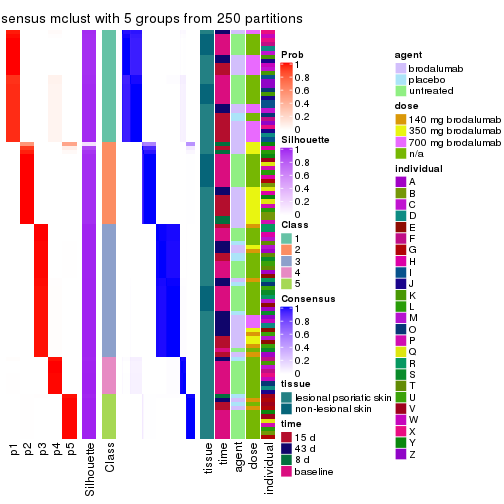 sensus mclust with 5 groups from 250 partitions
Prob
1
0.8
0.6
0.4
0.2
0
Silhouette
1
0.8
0.6
0.4
0.2
0
Class
1
2
3
4
5
Consensus
1
0.8
0.6
0.4
0.2
0
tissue
lesional psoriatic skin
non-lesional skin
time
15 d
43 d
8 d
baseline
agent
brodalumab
placebo
untreated
dose
140 mg brodalumab
350 mg brodalumab
700 mg brodalumab
n/a
individual
A
B
C
D
E
F
G
H
I
J
K
L
M
O
P
Q
R
S
T
U
V
W
X
Y
Z
p1
p2
p3
p4
p5
Silhouette
Class
tissue
time
agent
dose
individual